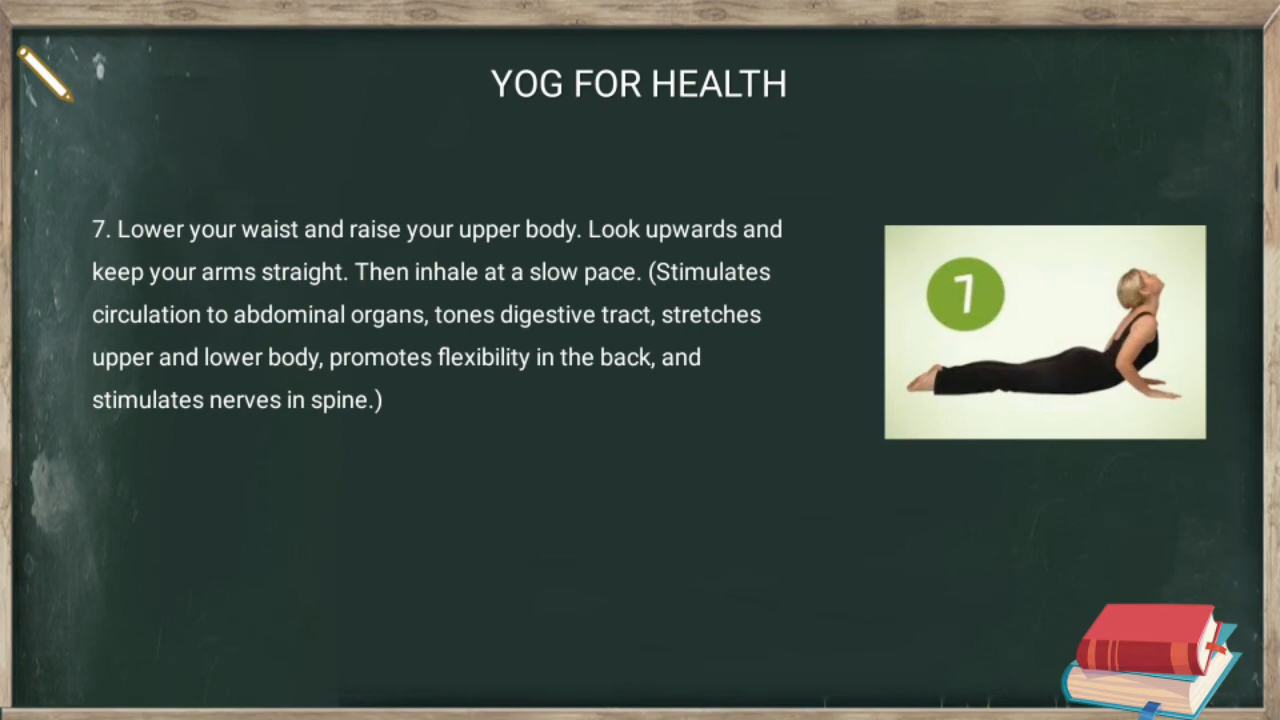 YOG FOR HEALTH
7. Lower your waist and raise your upper body. Look upwards and
keep your arms straight. Then inhale at a slow pace. (Stimulates
circulation to abdominal organs, tones digestive tract, stretches
upper and lower body, promotes flexibility in the back, and
stimulates nerves in spine.)
7